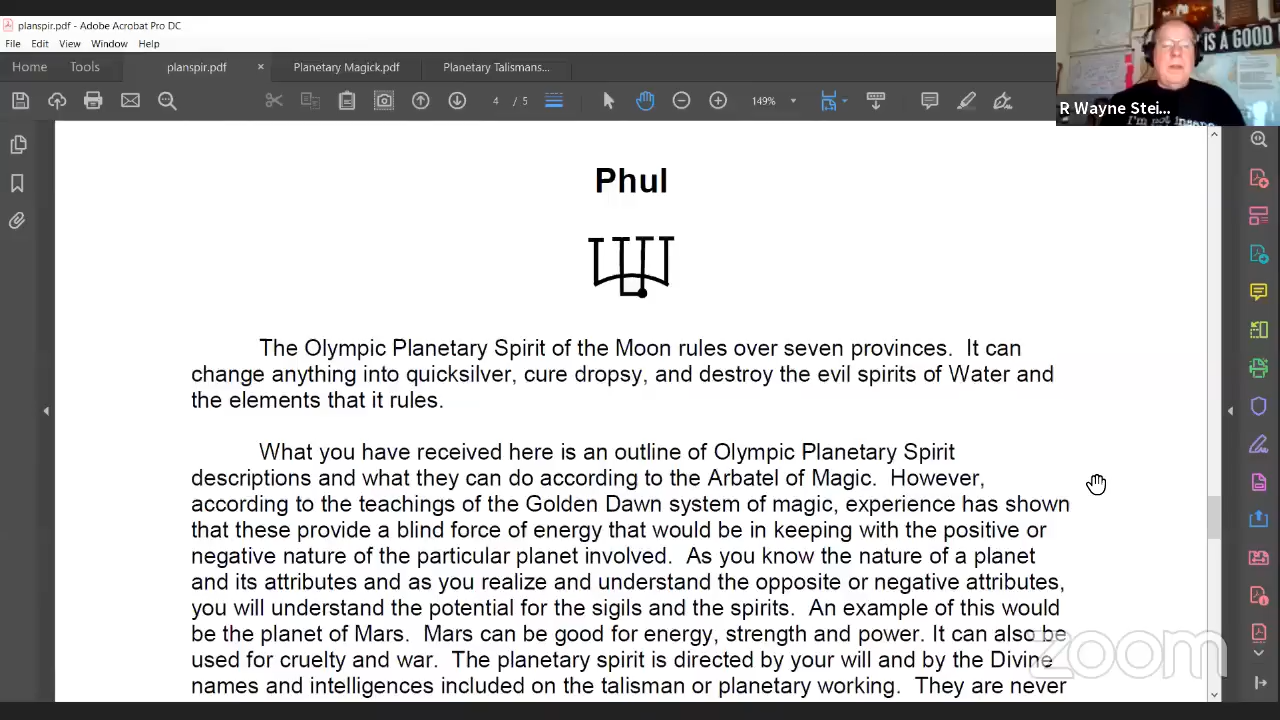 planspir.pdf - Adobe Acrobat Pro DC
File Edit View Window Help
Home Tools planspir.pdf × Planetary Magick.pdf Planetary Talismans...
4 / 5 149%
IS A GOOD
R Wayne Stei...
I'm not
Phul
The Olympic Planetary Spirit of the Moon rules over seven provinces. It can
change anything into quicksilver, cure dropsy, and destroy the evil spirits of Water and
the elements that it rules.
What you have received here is an outline of Olympic Planetary Spirit
descriptions and what they can do according to the Arbatel of Magic. However,
according to the teachings of the Golden Dawn system of magic, experience has shown
that these provide a blind force of energy that would be in keeping with the positive or
negative nature of the particular planet involved. As you know the nature of a planet
and its attributes and as you realize and understand the opposite or negative attributes,
you will understand the potential for the sigils and the spirits. An example of this would
be the planet of Mars. Mars can be good for energy, strength and power. It can also be
used for cruelty and war. The planetary spirit is directed by your will and by the Divine
names and intelligences included on the talisman or planetary working. They are never
zoom